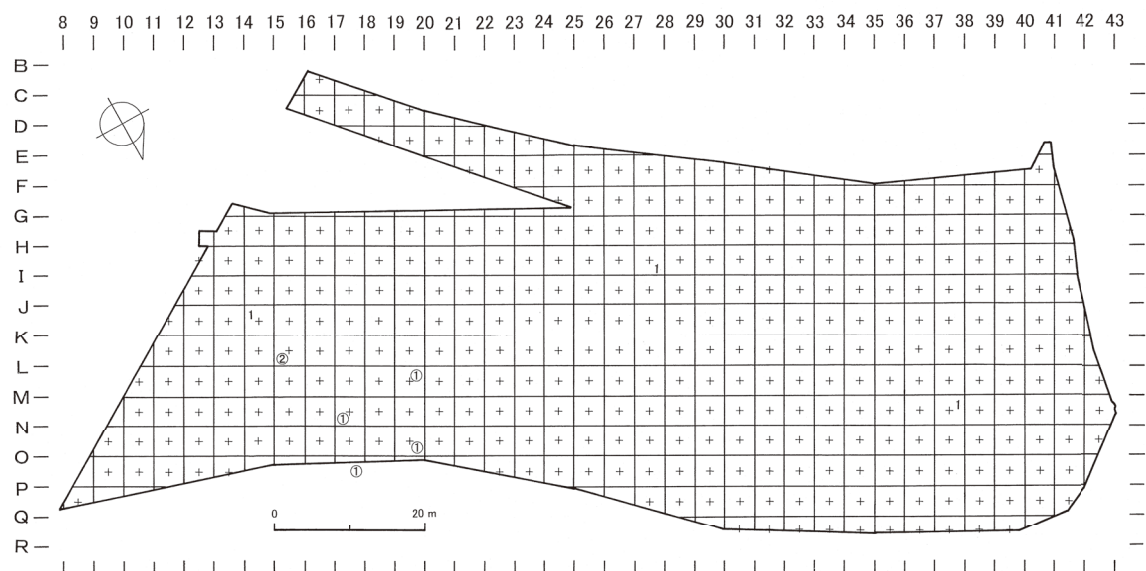 8 9 10 11 12 13 14 15 16 17 18 19 20 21 22 23 24 25 26 27 28 29 30 31 32 33 34 35 36 37 38 39 40 41 42 43
B
C
D
E
F
G
H
I
1
J
1
K
②
L
①
M
1
N
①
O
①
P
①
0 20 m
Q
R